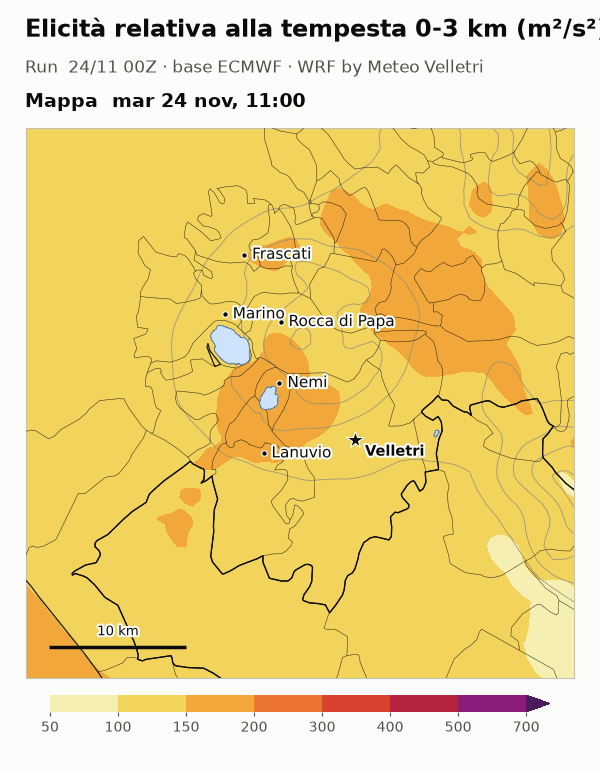 Elicità relativa alla tempesta 0-3 km (m²/s²)
Run  24/11 00Z · base ECMWF · WRF by Meteo Velletri
Mappa  mar 24 nov, 11:00
Frascati
Marino
Rocca di Papa
Nemi
Velletri
Lanuvio
10 km
50 100 150 200 300 400 500 700